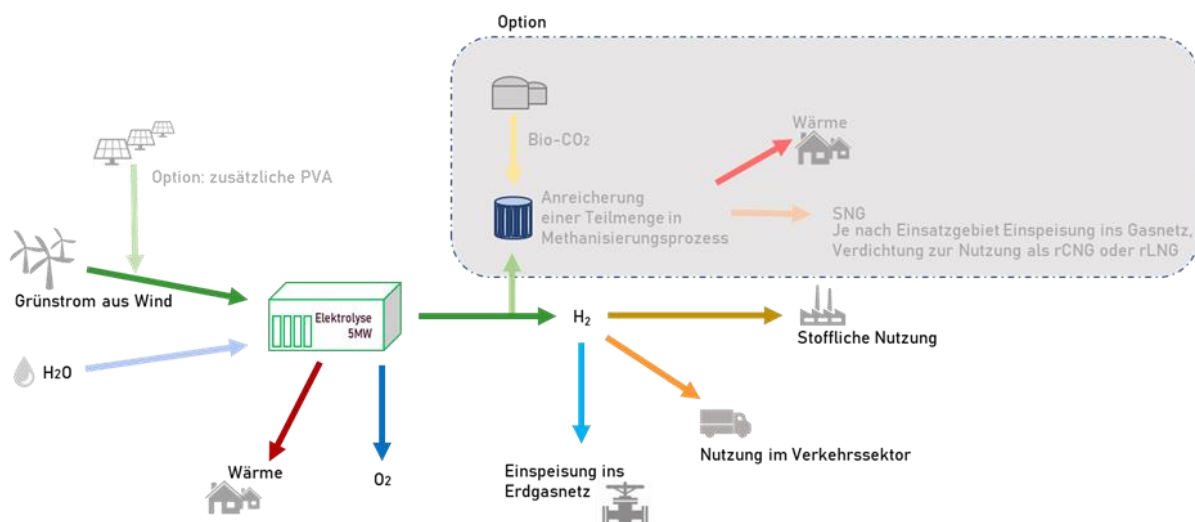 Option
Bio-CO₂
Wärme
Option: zusätzliche PVA
Anreicherung
einer Teilmenge in
Methanisierungsprozess
SNG
Je nach Einsatzgebiet Einspeisung ins Gasnetz,
Verdichtung zur Nutzung als rCNG oder rLNG
Grünstrom aus Wind
Elektrolyse
5MW
H₂
Stoffliche Nutzung
H₂O
Nutzung im Verkehrssektor
Wärme
O₂
Einspeisung ins
Erdgasnetz